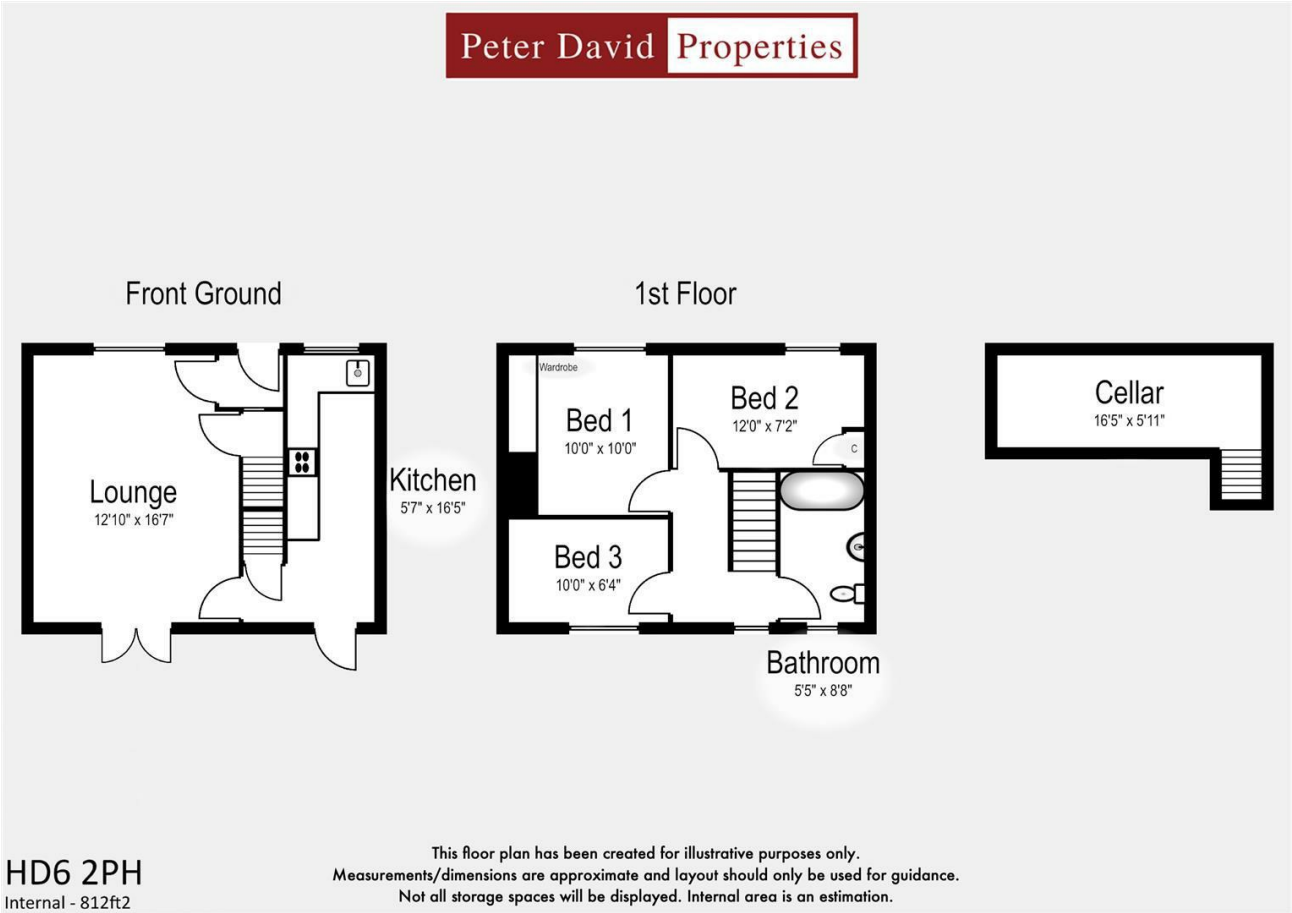 Peter David Properties
Front Ground
1st Floor
Lounge
12'10" x 16'7"
Kitchen
5'7" x 16'5"
Wardrobe
Bed 1
10'0" x 10'0"
Bed 2
12'0" x 7'2"
C
Bed 3
10'0" x 6'4"
Bathroom
5'5" x 8'8"
Cellar
16'5" x 5'11"
HD6 2PH
Internal - 812ft2
This floor plan has been created for illustrative purposes only.
Measurements/dimensions are approximate and layout should only be used for guidance.
Not all storage spaces will be displayed. Internal area is an estimation.